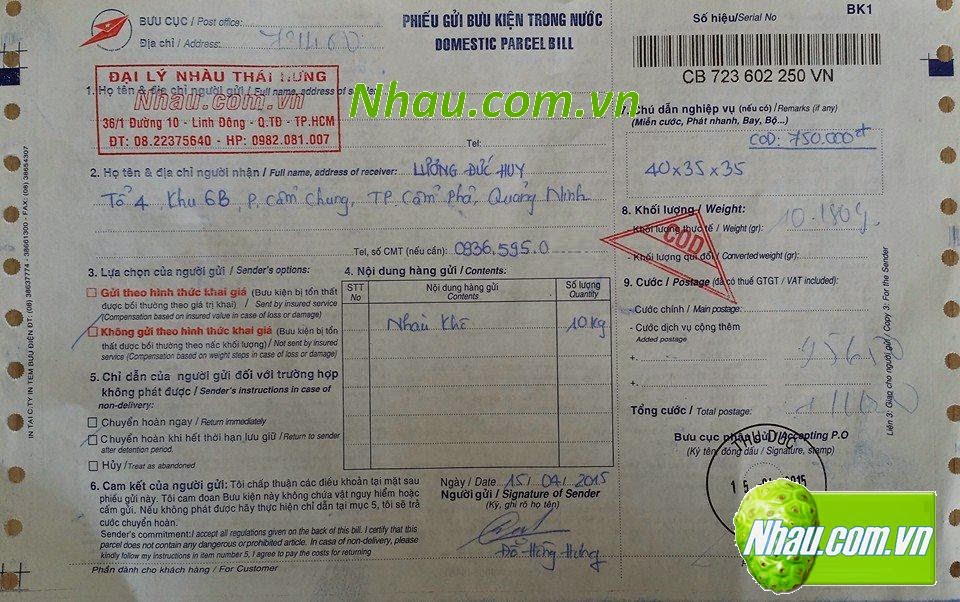 BƯU CỤC / Post office:
Địa chỉ / Address:
PHIẾU GỬI BƯU KIỆN TRONG NƯỚC
DOMESTIC PARCEL BILL
Số hiệu/Serial No
BK1
CB 723 602 250 VN
ĐẠI LÝ NHÀU THÁI HƯNG
Nhau.com.vn
36/1 Đường 10 - Linh Đông - Q.TĐ - TP.HCM
ĐT: 08.22375640 - HP: 0982.081.007
1. Họ tên & địa chỉ người gửi / Full name, address of
Nhau.com.vn
Tel:
7. Chú dẫn nghiệp vụ (nếu có) / Remarks (if any)
(Miễn cước, Phát nhanh, Bay, Bộ...)
COD: 750.000đ
40x35x35
2. Họ tên & địa chỉ người nhận / Full name, address of receiver: LƯƠNG ĐỨC HUY
Tổ 4 Khu 6B, P. Cẩm Chung, TP Cẩm Phả, Quảng Ninh
Tel, số CMT (nếu cần): 0936.595.0
8. Khối lượng / Weight:
- Khối lượng thực tế / Weight (gr):
- Khối lượng qui đổi / Converted weight (gr):
COD
3. Lựa chọn của người gửi / Sender's options:
Gửi theo hình thức khai giá (Bưu kiện bị tổn thất
được bồi thường theo giá trị khai) / Sent by insured service
(Compensation based on insured value in case of loss or damage)
Không gửi theo hình thức khai giá (Bưu kiện bị tổn
thất được bồi thường theo nấc khối lượng) / Not sent by insured
service (Compensation based on weight steps in case of loss or damage)
4. Nội dung hàng gửi / Contents:
STT
No
Nội dung hàng gửi
Contents
Số lượng
Quantity
Nhàu Khô
10kg
9. Cước / Postage (đã có thuế GTGT / VAT included):
- Cước chính / Main postage:
- Cước dịch vụ cộng thêm
Added postage
+
+
Tổng cước / Total postage:
5. Chỉ dẫn của người gửi đối với trường hợp
không phát được / Sender's instructions in case of
non-delivery:
Chuyển hoàn ngay / Return immediately
Chuyển hoàn khi hết thời hạn lưu giữ / Return to sender
after detention period.
Hủy / Treat as abandoned
Bưu cục nhận gửi / Accepting P.O
(Ký tên, đóng dấu / Signature, stamp)
THU DUC
6. Cam kết của người gửi: Tôi chấp thuận các điều khoản tại mặt sau
phiếu gửi này. Tôi cam đoan Bưu kiện này không chứa vật nguy hiểm hoặc
cấm gửi. Nếu không phát được hãy thực hiện chỉ dẫn tại mục 5, tôi sẽ trả
cước chuyển hoàn.
Sender's commitment: I accept all regulations given on the back of this bill. I certify that this
parcel does not contain any dangerous or prohibited article. In case of non-delivery, please
kindly follow my instructions in item number 5, I agree to pay the costs for returning
Ngày / Date 15/04/2015
Người gửi / Signature of Sender
(Ký, ghi rõ họ tên)
Đỗ Hồng Hưng
Nhau.com.vn
Phần dành cho khách hàng / For Customer
Liên 3: Giao cho người gửi / Copy 3: For the Sender